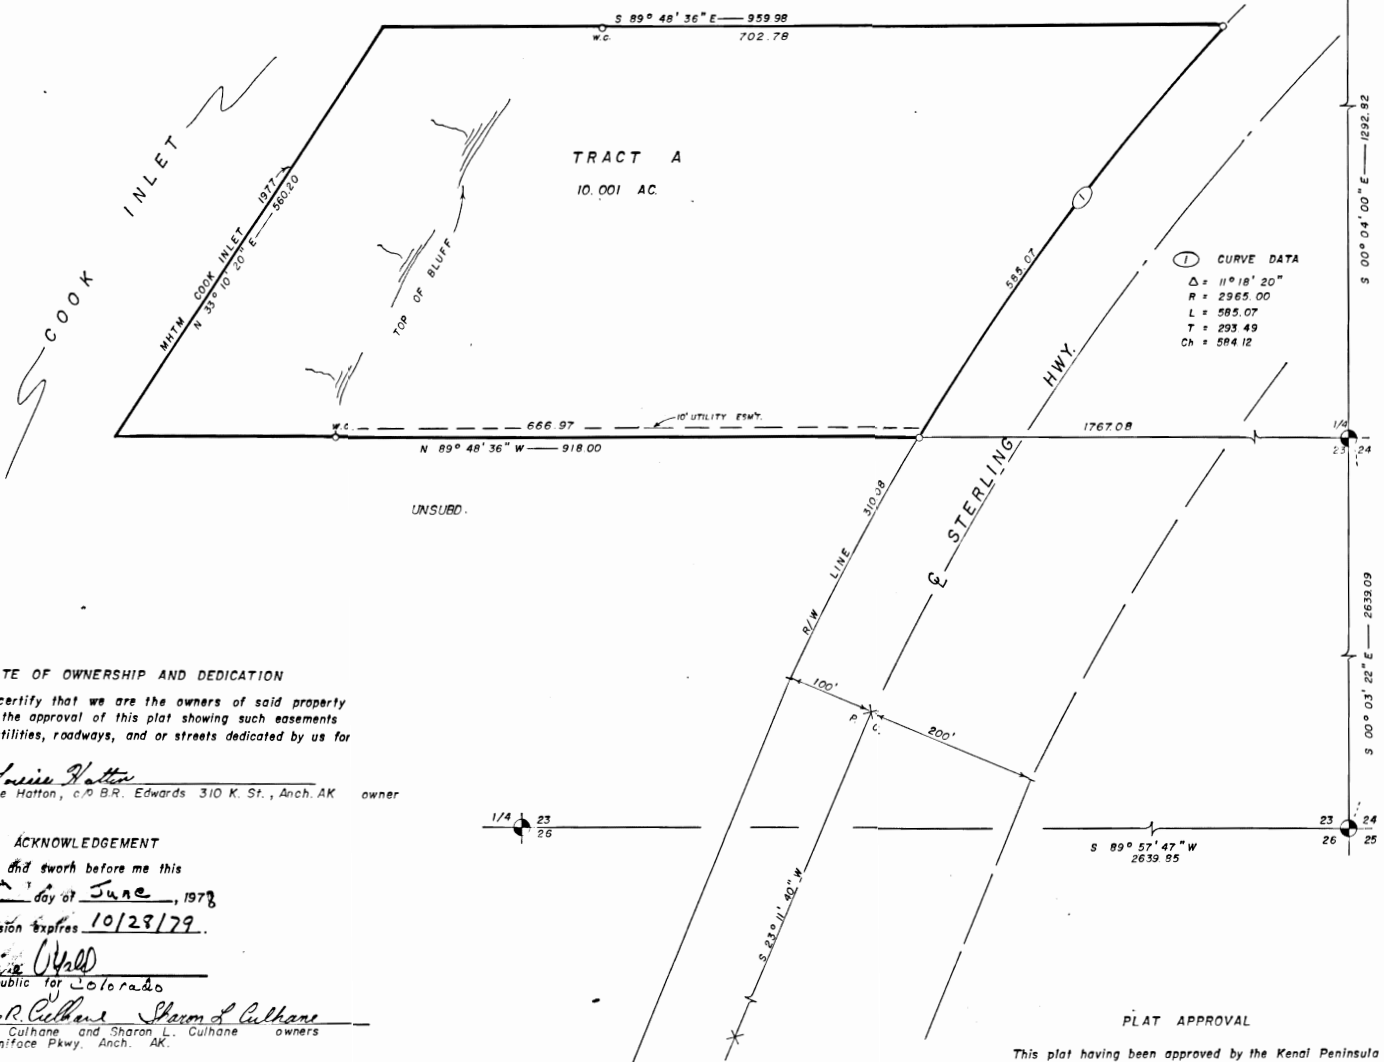 S 89° 48' 36" E — 959.98
W.C.
702.78
COOK INLET
TRACT A
10.001 AC.
MHTM COOK INLET 1977
N 33° 10' 20" E — 560.20
TOP OF BLUFF
585.07
1
S 00° 04' 00" E — 1292.82
1 CURVE DATA
Δ = 11° 18' 20"
R = 2965.00
L = 585.07
T = 293.49
Ch = 584.12
W.C.
666.97
10' UTILITY ESM'T.
N 89° 48' 36" W — 918.00
1767.08
1/4
23 24
UNSUBD.
R/W LINE 310.08
℄ STERLING HWY.
100'
P. C.
200'
S 00° 03' 22" E — 2639.09
1/4 23
26
23 24
26 25
S 89° 57' 47" W
2639.85
S 23° 11' 40" W
TE OF OWNERSHIP AND DEDICATION
certify that we are the owners of said property
the approval of this plat showing such easements
tilities, roadways, and or streets dedicated by us for
Louise Hatton
e Hatton, c/o B.R. Edwards 310 K. St., Anch. AK owner
ACKNOWLEDGEMENT
and sworn before me this
day of June, 1978
sion expires 10/28/79.
ublic for Colorado
R. Culhane Sharon L Culhane
Culhane and Sharon L. Culhane owners
niface Pkwy. Anch. AK.
PLAT APPROVAL
This plat having been approved by the Kenai Peninsula